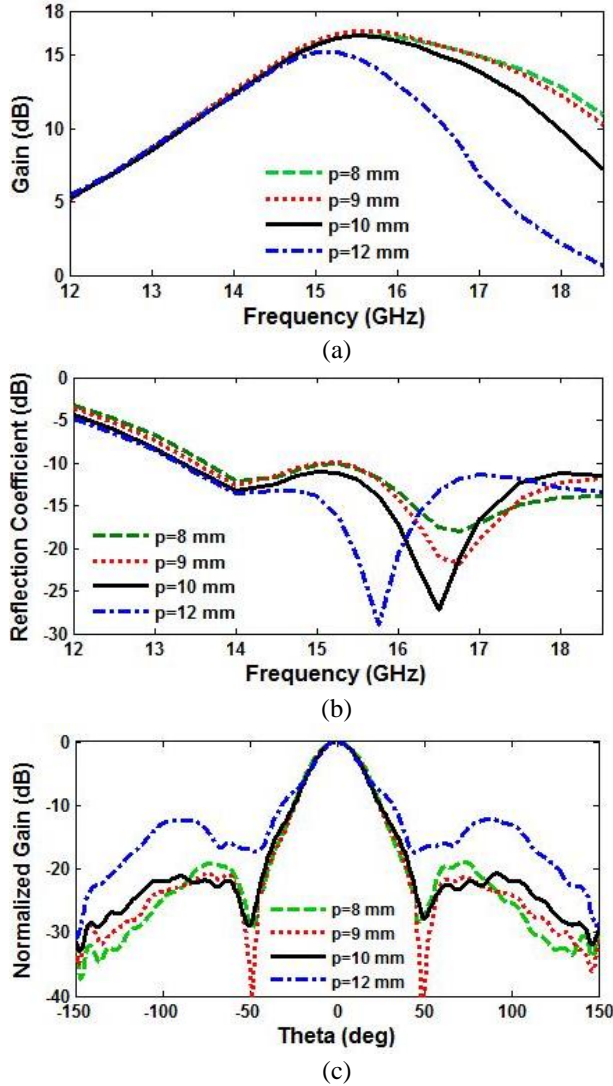 18
15
10
5
0
Gain (dB)
p=8 mm
p=9 mm
p=10 mm
p=12 mm
12 13 14 15 16 17 18
Frequency (GHz)
(a)
0
-5
-10
-15
-20
-25
-30
Reflection Coefficient (dB)
p=8 mm
p=9 mm
p=10 mm
p=12 mm
12 13 14 15 16 17 18
Frequency (GHz)
(b)
0
-10
-20
-30
-40
Normalized Gain (dB)
p=8 mm
p=9 mm
p=10 mm
p=12 mm
-150 -100 -50 0 50 100 150
Theta (deg)
(c)